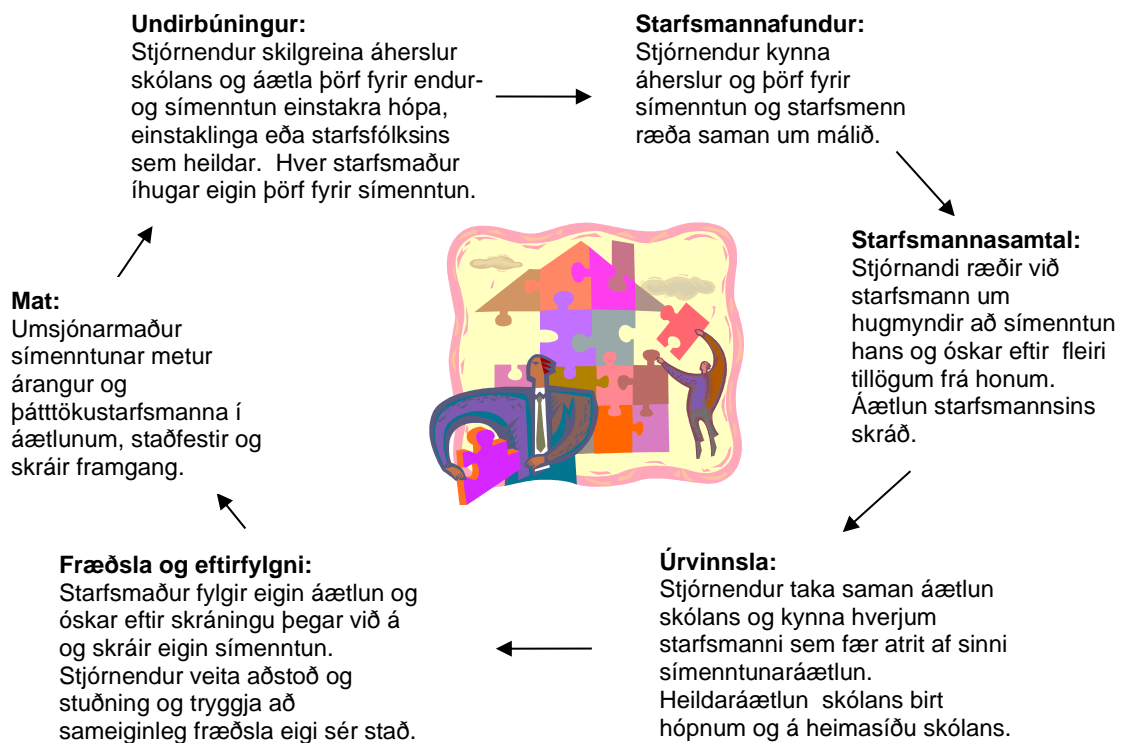 Undirbúningur:
Stjórnendur skilgreina áherslur
skólans og áætla þörf fyrir endur-
og símenntun einstakra hópa,
einstaklinga eða starfsfólksins
sem heildar.  Hver starfsmaður
íhugar eigin þörf fyrir símenntun.
Starfsmannafundur:
Stjórnendur kynna
áherslur og þörf fyrir
símenntun og starfsmenn
ræða saman um málið.
Starfsmannasamtal:
Stjórnandi ræðir við
starfsmann um
hugmyndir að símenntun
hans og óskar eftir  fleiri
tillögum frá honum.
Áætlun starfsmannsins
skráð.
Úrvinnsla:
Stjórnendur taka saman áætlun
skólans og kynna hverjum
starfsmanni sem fær atrit af sinni
símenntunaráætlun.
Heildaráætlun  skólans birt
hópnum og á heimasíðu skólans.
Fræðsla og eftirfylgni:
Starfsmaður fylgir eigin áætlun og
óskar eftir skráningu þegar við á
og skráir eigin símenntun.
Stjórnendur veita aðstoð og
stuðning og tryggja að
sameiginleg fræðsla eigi sér stað.
Mat:
Umsjónarmaður
símenntunar metur
árangur og
þátttökustarfsmanna í
áætlunum, staðfestir og
skráir framgang.